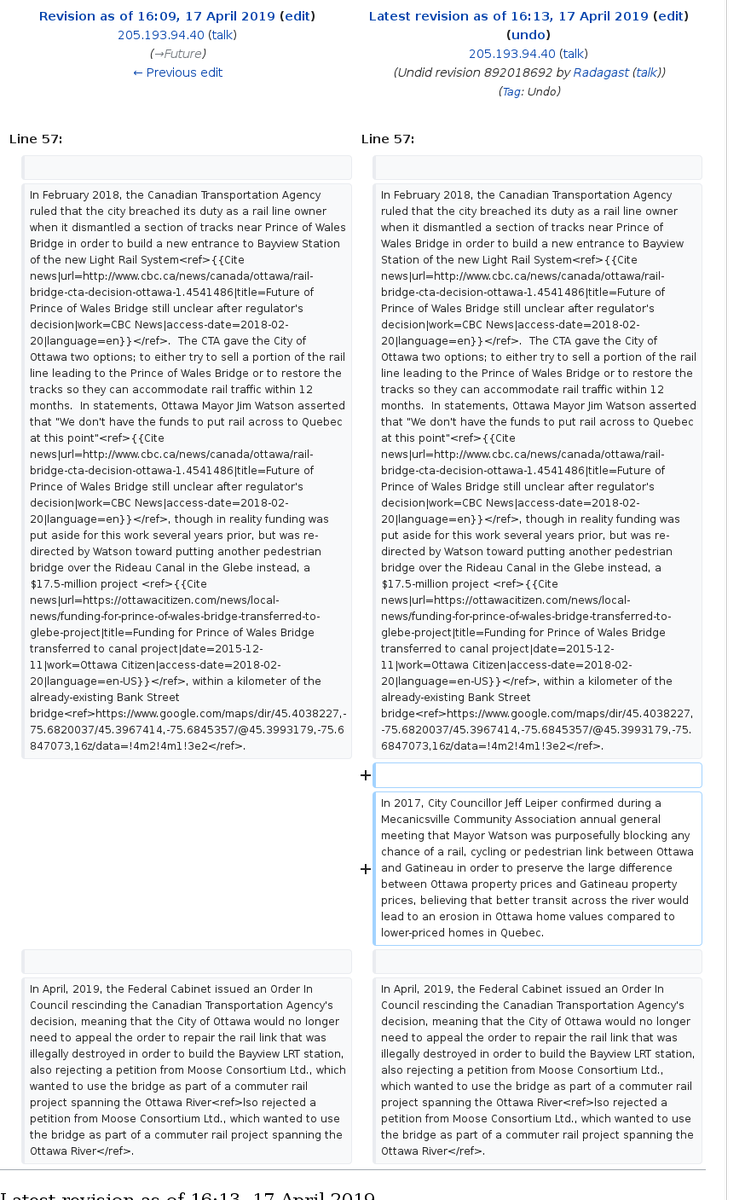 Revision as of 16:09, 17 April 2019 (edit)
205.193.94.40 (talk)
(→Future)
← Previous edit
Latest revision as of 16:13, 17 April 2019 (edit)
(undo)
205.193.94.40 (talk)
(Undid revision 892018692 by Radagast (talk))
(Tag: Undo)
Line 57:
In February 2018, the Canadian Transportation Agency
ruled that the city breached its duty as a rail line owner
when it dismantled a section of tracks near Prince of Wales
Bridge in order to build a new entrance to Bayview Station
of the new Light Rail System<ref>{{Cite
news|url=http://www.cbc.ca/news/canada/ottawa/rail-
bridge-cta-decision-ottawa-1.4541486|title=Future of
Prince of Wales Bridge still unclear after regulator's
decision|work=CBC News|access-date=2018-02-
20|language=en}}</ref>.  The CTA gave the City of
Ottawa two options; to either try to sell a portion of the rail
line leading to the Prince of Wales Bridge or to restore the
tracks so they can accommodate rail traffic within 12
months.  In statements, Ottawa Mayor Jim Watson asserted
that "We don't have the funds to put rail across to Quebec
at this point"<ref>{{Cite
news|url=http://www.cbc.ca/news/canada/ottawa/rail-
bridge-cta-decision-ottawa-1.4541486|title=Future of
Prince of Wales Bridge still unclear after regulator's
decision|work=CBC News|access-date=2018-02-
20|language=en}}</ref>, though in reality funding was
put aside for this work several years prior, but was re-
directed by Watson toward putting another pedestrian
bridge over the Rideau Canal in the Glebe instead, a
$17.5-million project <ref>{{Cite
news|url=https://ottawacitizen.com/news/local-
news/funding-for-prince-of-wales-bridge-transferred-to-
glebe-project|title=Funding for Prince of Wales Bridge
transferred to canal project|date=2015-12-
11|work=Ottawa Citizen|access-date=2018-02-
20|language=en-US}}</ref>, within a kilometer of the
already-existing Bank Street
bridge<ref>https://www.google.com/maps/dir/45.4038227,-
75.6820037/45.3967414,-75.6845357/@45.3993179,-75.6
847073,16z/data=!4m2!4m1!3e2</ref>.
Line 57:
In February 2018, the Canadian Transportation Agency
ruled that the city breached its duty as a rail line owner
when it dismantled a section of tracks near Prince of
Wales Bridge in order to build a new entrance to Bayview
Station of the new Light Rail System<ref>{{Cite
news|url=http://www.cbc.ca/news/canada/ottawa/rail-
bridge-cta-decision-ottawa-1.4541486|title=Future of
Prince of Wales Bridge still unclear after regulator's
decision|work=CBC News|access-date=2018-02-
20|language=en}}</ref>.  The CTA gave the City of
Ottawa two options; to either try to sell a portion of the rail
line leading to the Prince of Wales Bridge or to restore the
tracks so they can accommodate rail traffic within 12
months.  In statements, Ottawa Mayor Jim Watson asserted
that "We don't have the funds to put rail across to Quebec
at this point"<ref>{{Cite
news|url=http://www.cbc.ca/news/canada/ottawa/rail-
bridge-cta-decision-ottawa-1.4541486|title=Future of
Prince of Wales Bridge still unclear after regulator's
decision|work=CBC News|access-date=2018-02-
20|language=en}}</ref>, though in reality funding was
put aside for this work several years prior, but was re-
directed by Watson toward putting another pedestrian
bridge over the Rideau Canal in the Glebe instead, a
$17.5-million project <ref>{{Cite
news|url=https://ottawacitizen.com/news/local-
news/funding-for-prince-of-wales-bridge-transferred-to-
glebe-project|title=Funding for Prince of Wales Bridge
transferred to canal project|date=2015-12-
11|work=Ottawa Citizen|access-date=2018-02-
20|language=en-US}}</ref>, within a kilometer of the
already-existing Bank Street
bridge<ref>https://www.google.com/maps/dir/45.4038227,
-75.6820037/45.3967414,-75.6845357/@45.3993179,-75.
6847073,16z/data=!4m2!4m1!3e2</ref>.
+
+
In 2017, City Councillor Jeff Leiper confirmed during a
Mecanicsville Community Association annual general
meeting that Mayor Watson was purposefully blocking any
chance of a rail, cycling or pedestrian link between Ottawa
and Gatineau in order to preserve the large difference
between Ottawa property prices and Gatineau property
prices, believing that better transit across the river would
lead to an erosion in Ottawa home values compared to
lower-priced homes in Quebec.
In April, 2019, the Federal Cabinet issued an Order In
Council rescinding the Canadian Transportation Agency's
decision, meaning that the City of Ottawa would no longer
need to appeal the order to repair the rail link that was
illegally destroyed in order to build the Bayview LRT station,
also rejecting a petition from Moose Consortium Ltd., which
wanted to use the bridge as part of a commuter rail
project spanning the Ottawa River<ref>lso rejected a
petition from Moose Consortium Ltd., which wanted to use
the bridge as part of a commuter rail project spanning the
Ottawa River</ref>.
In April, 2019, the Federal Cabinet issued an Order In
Council rescinding the Canadian Transportation Agency's
decision, meaning that the City of Ottawa would no longer
need to appeal the order to repair the rail link that was
illegally destroyed in order to build the Bayview LRT station,
also rejecting a petition from Moose Consortium Ltd.,
which wanted to use the bridge as part of a commuter rail
project spanning the Ottawa River<ref>lso rejected a
petition from Moose Consortium Ltd., which wanted to use
the bridge as part of a commuter rail project spanning the
Ottawa River</ref>.
Latest revision as of 16:13, 17 April 2019